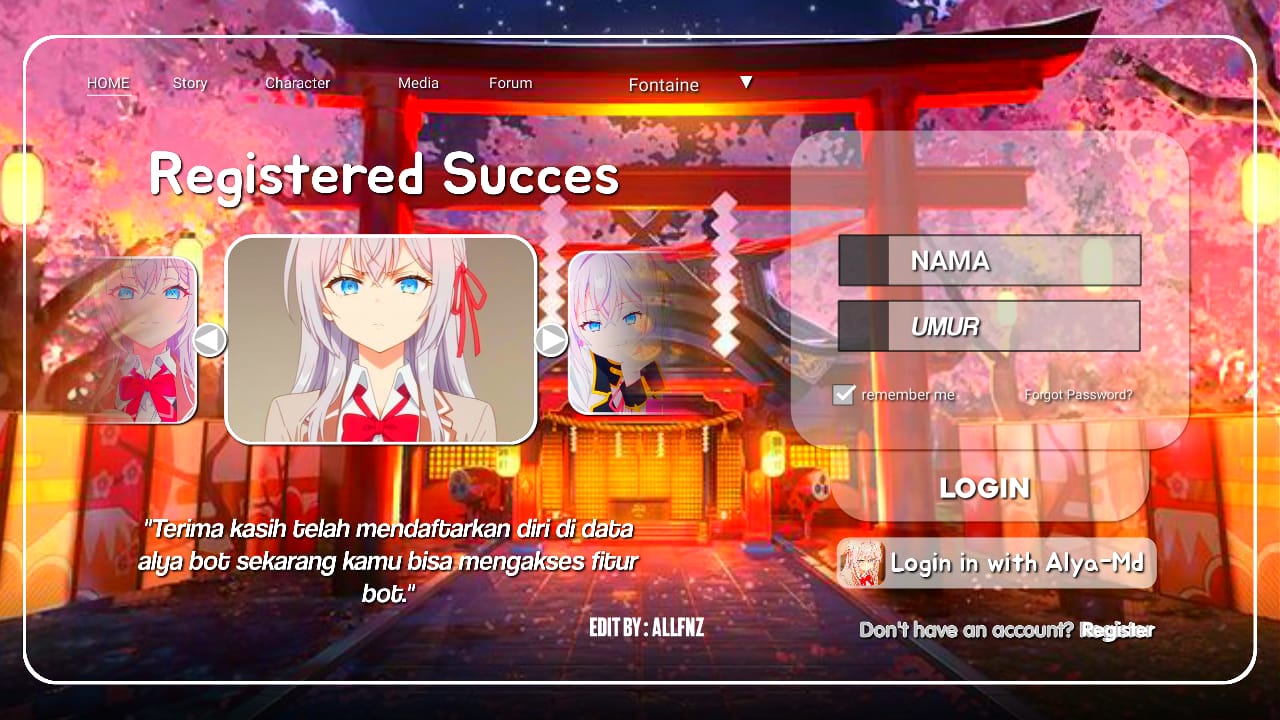 HOME Story Character Media Forum Fontaine
Registered Succes
NAMA
UMUR
remember me Forgot Password?
LOGIN
"Terima kasih telah mendaftarkan diri di data
alya bot sekarang kamu bisa mengakses fitur
bot."
Login in with Alya-Md
EDIT BY : ALLFNZ
Don't have an account? Register